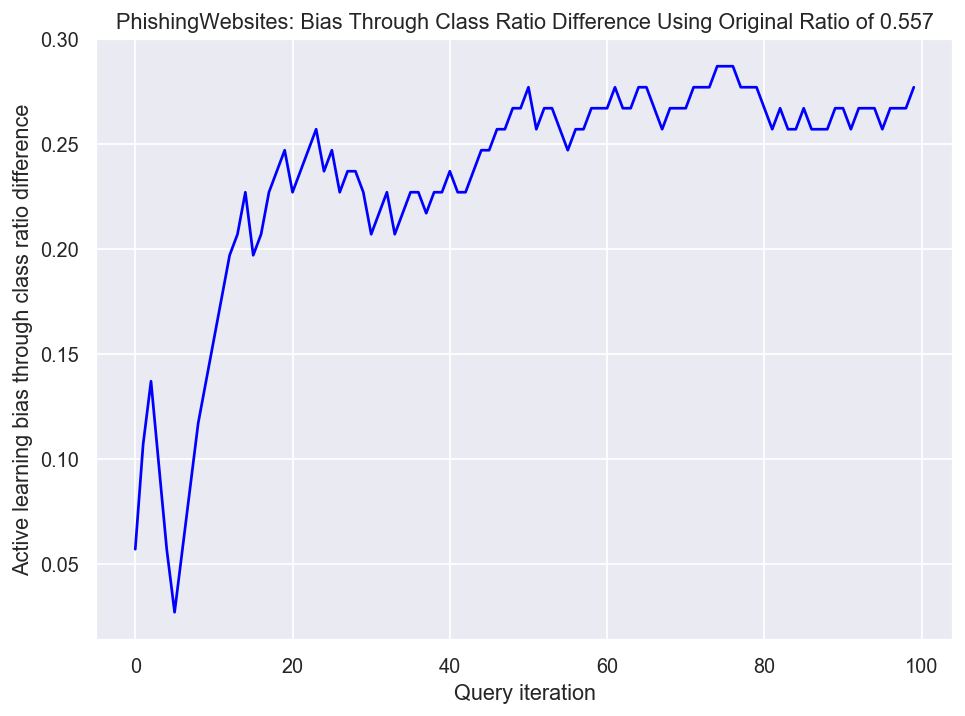 PhishingWebsites: Bias Through Class Ratio Difference Using Original Ratio of 0.557
Active learning bias through class ratio difference
0.30
0.25
0.20
0.15
0.10
0.05
0 20 40 60 80 100
Query iteration